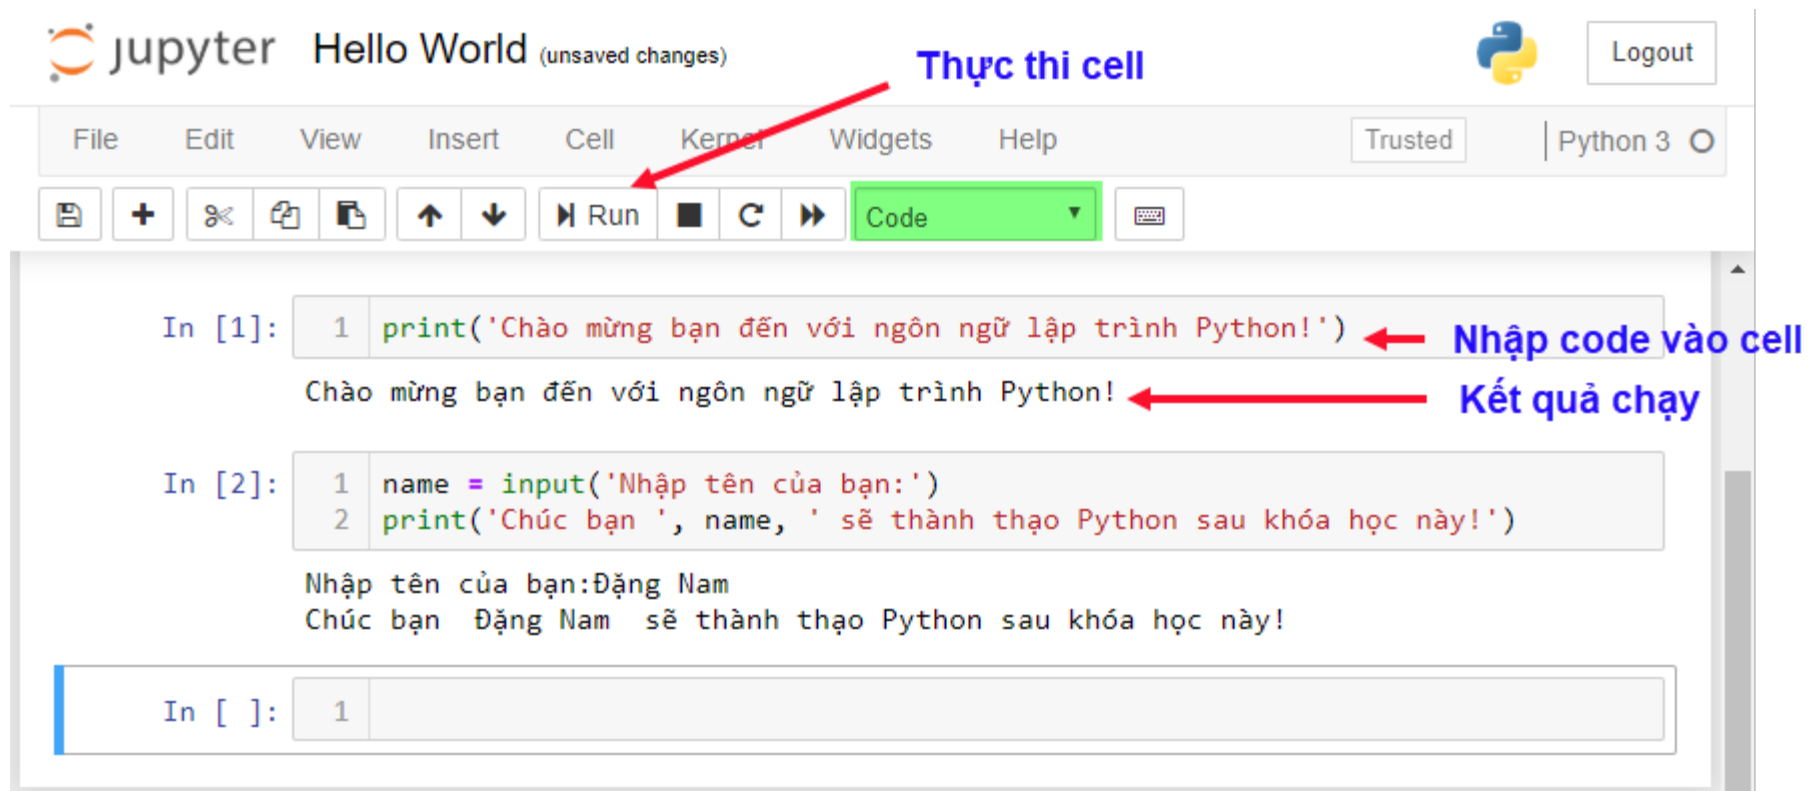 jupyter Hello World (unsaved changes) Logout
Thực thi cell
File Edit View Insert Cell Kernel Widgets Help Trusted Python 3
Run Code
In [1]: 1 print('Chào mừng bạn đến với ngôn ngữ lập trình Python!')
Nhập code vào cell
Chào mừng bạn đến với ngôn ngữ lập trình Python!
Kết quả chạy
In [2]: 1 name = input('Nhập tên của bạn:')
2 print('Chúc bạn ', name, ' sẽ thành thạo Python sau khóa học này!')
Nhập tên của bạn:Đặng Nam
Chúc bạn  Đặng Nam  sẽ thành thạo Python sau khóa học này!
In [ ]: 1